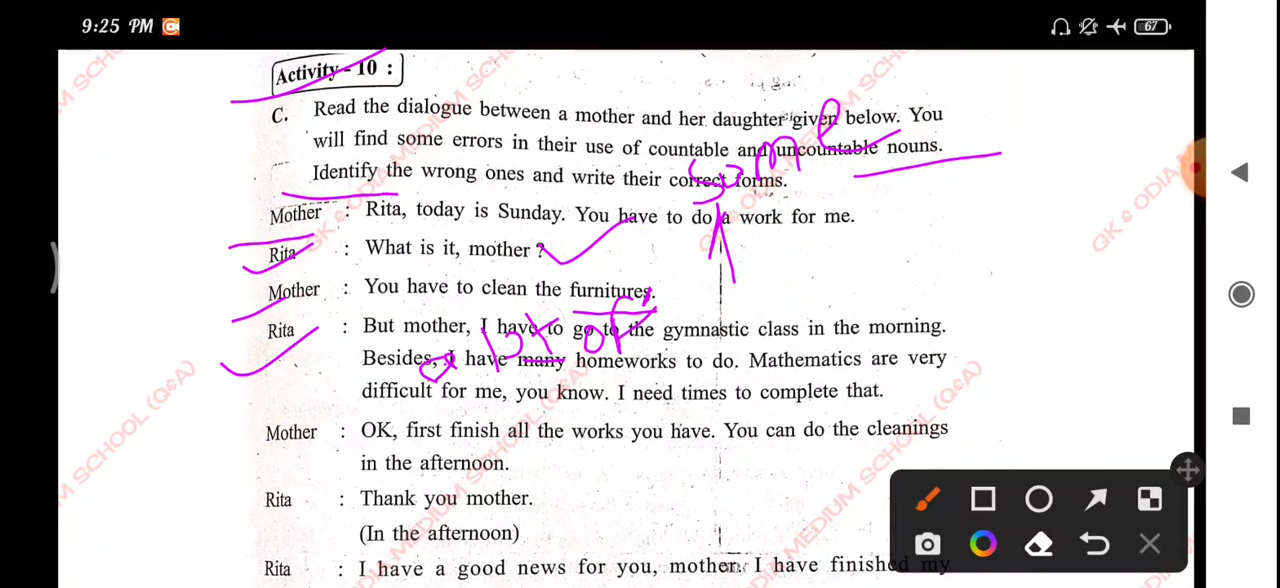 9:25 PM
67
Activity - 10 :
C. Read the dialogue between a mother and her daughter given below. You
will find some errors in their use of countable and uncountable nouns.
Identify the wrong ones and write their correct forms.
some
Mother : Rita, today is Sunday. You have to do a work for me.
Rita : What is it, mother ?
Mother : You have to clean the furnitures.
Rita : But mother, I have to go to the gymnastic class in the morning.
a lot of
Besides, I have many homeworks to do. Mathematics are very
difficult for me, you know. I need times to complete that.
Mother : OK, first finish all the works you have. You can do the cleanings
in the afternoon.
Rita : Thank you mother.
(In the afternoon)
Rita : I have a good news for you, mother. I have finished my